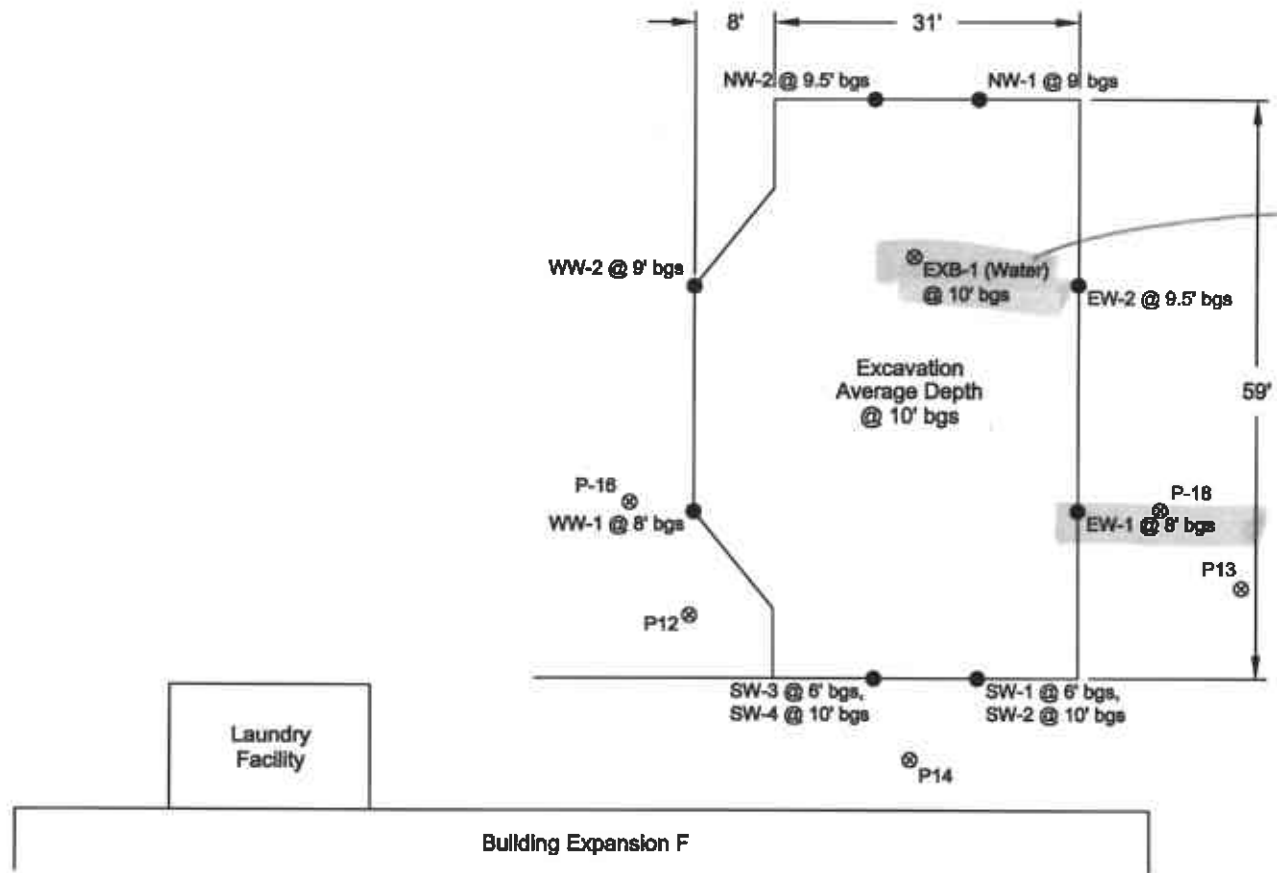 8'
31'
NW-2 @ 9.5' bgs
NW-1 @ 9' bgs
WW-2 @ 9' bgs
EXB-1 (Water)
@ 10' bgs
EW-2 @ 9.5' bgs
Excavation
Average Depth
@ 10' bgs
59'
P-16
WW-1 @ 8' bgs
P-18
EW-1 @ 8' bgs
P13
P12
SW-3 @ 6' bgs,
SW-4 @ 10' bgs
SW-1 @ 6' bgs,
SW-2 @ 10' bgs
P14
Laundry
Facility
Building Expansion F